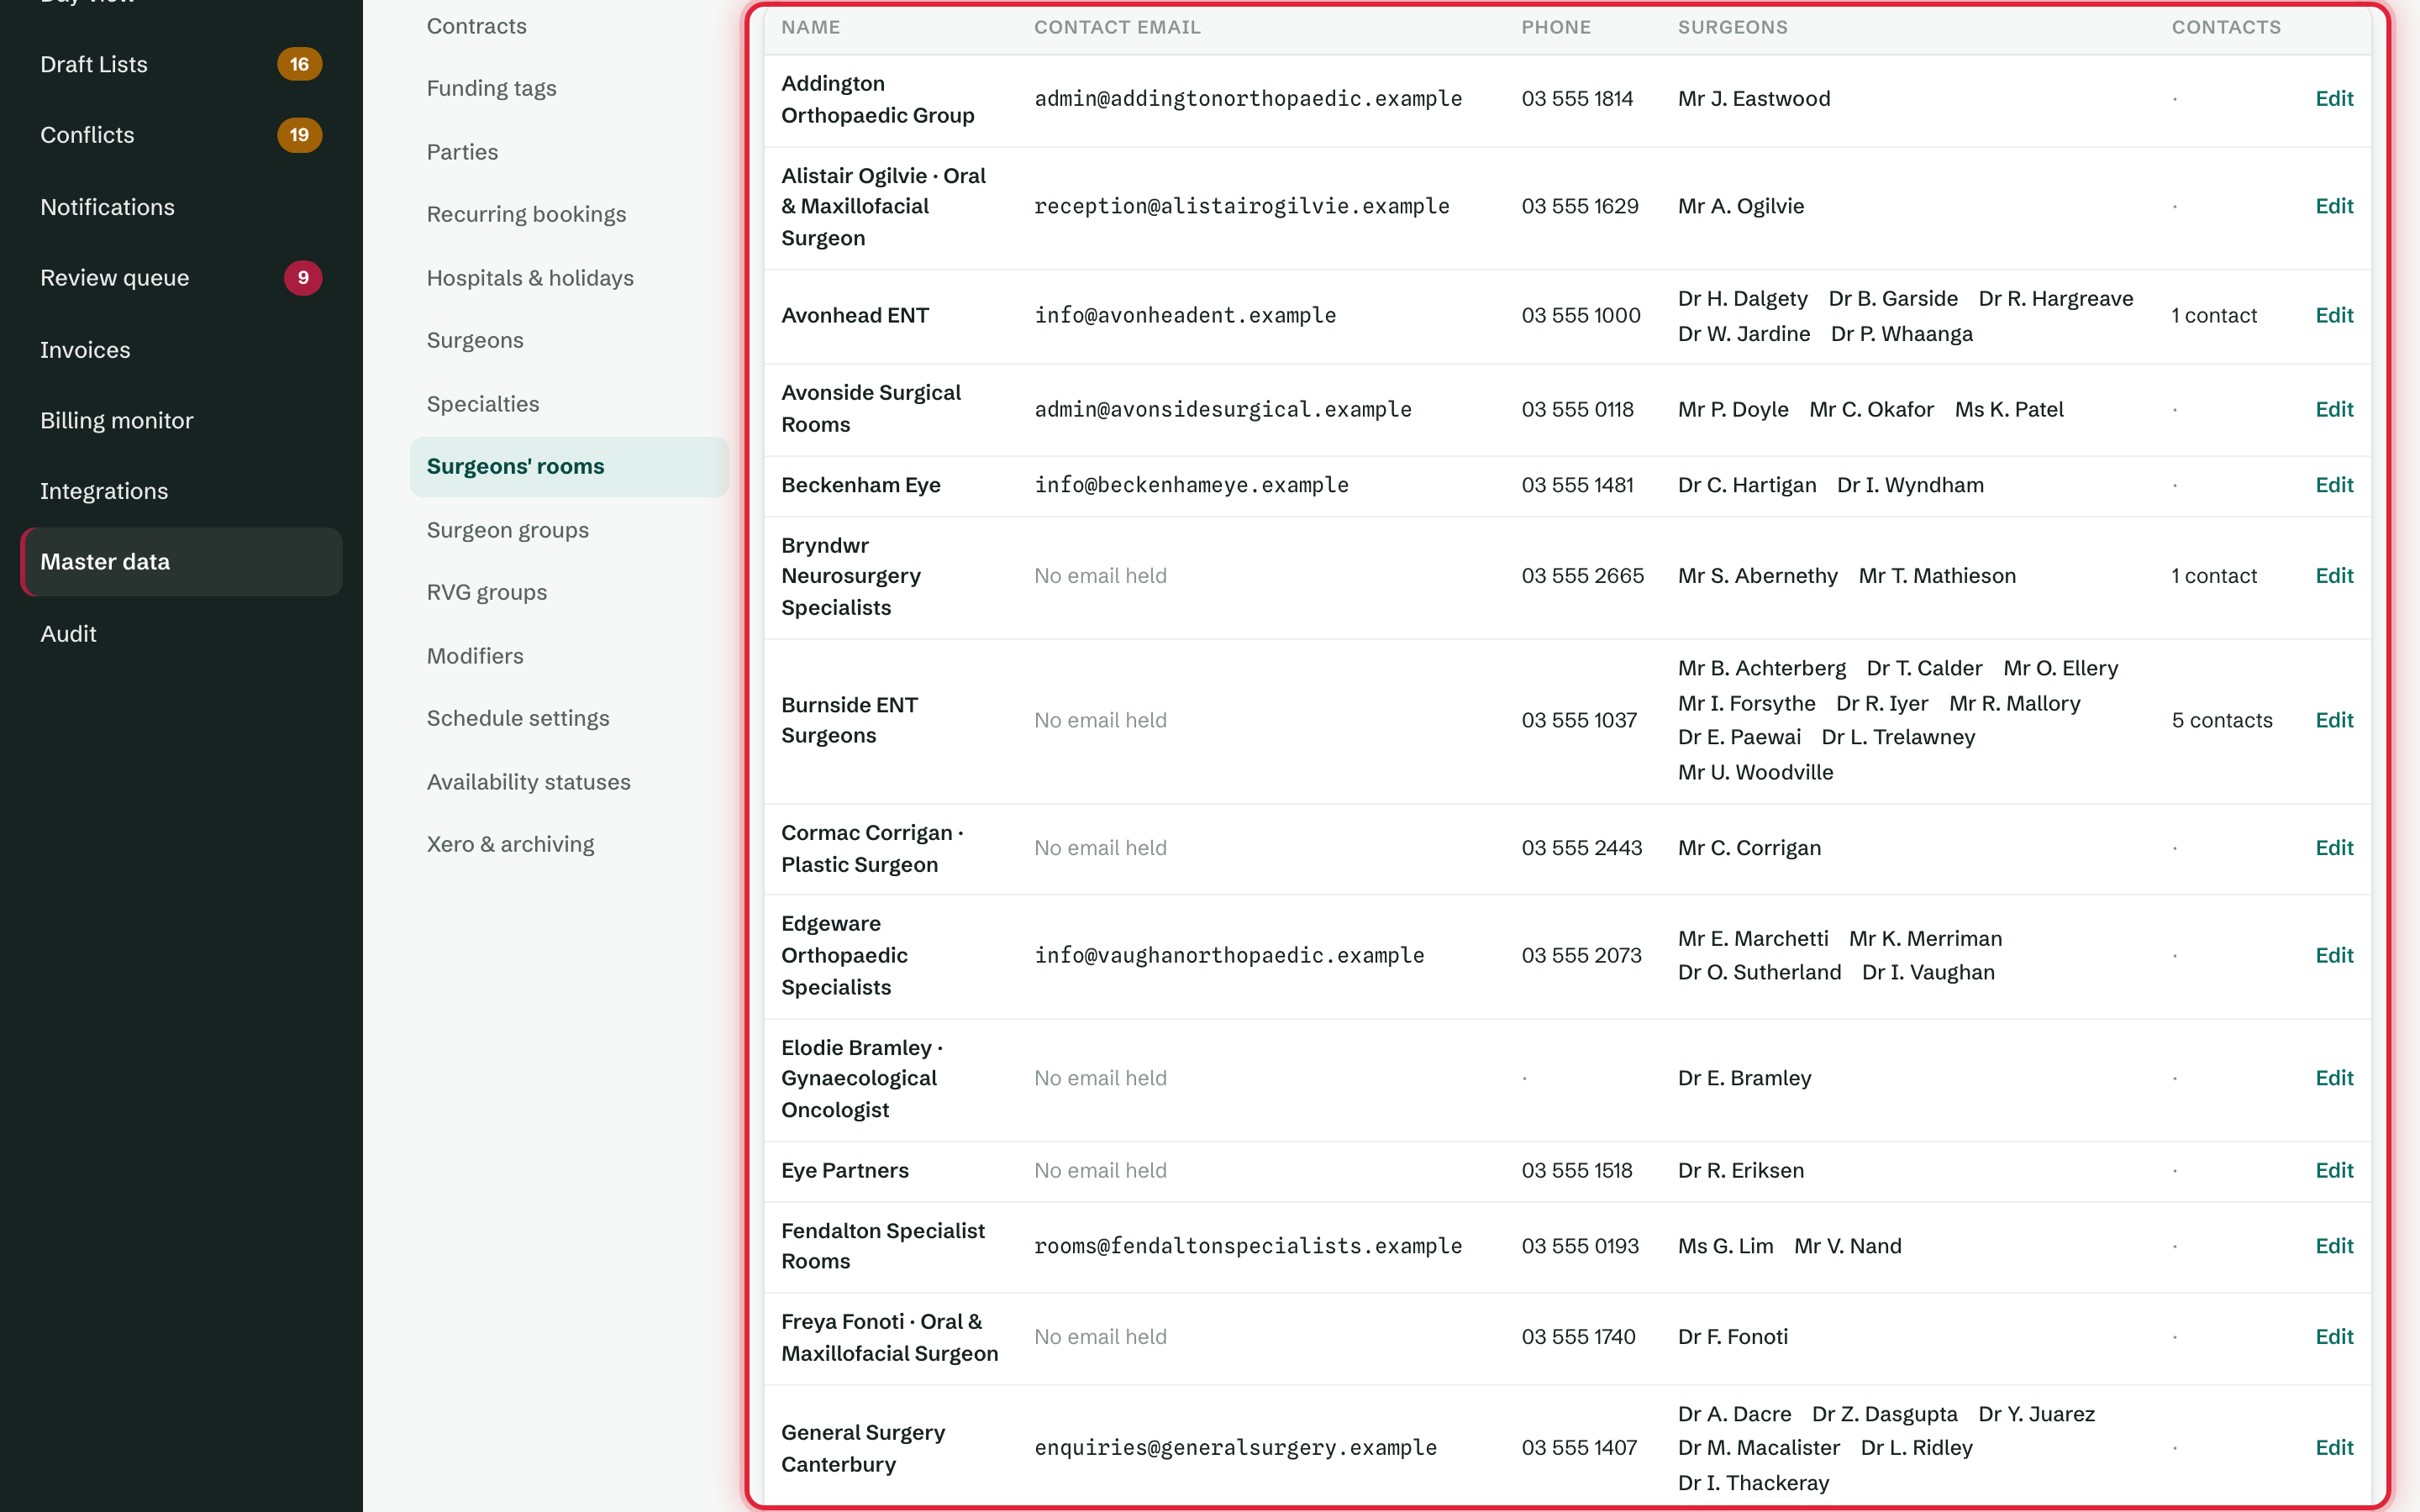 Draft Lists 16
Conflicts 19
Notifications
Review queue 9
Invoices
Billing monitor
Integrations
Master data
Audit
Contracts
Funding tags
Parties
Recurring bookings
Hospitals & holidays
Surgeons
Specialties
Surgeons' rooms
Surgeon groups
RVG groups
Modifiers
Schedule settings
Availability statuses
Xero & archiving
NAME CONTACT EMAIL PHONE SURGEONS CONTACTS
Addington
Orthopaedic Group
admin@addingtonorthopaedic.example 03 555 1814 Mr J. Eastwood · Edit
Alistair Ogilvie · Oral
& Maxillofacial
Surgeon
reception@alistairogilvie.example 03 555 1629 Mr A. Ogilvie · Edit
Avonhead ENT info@avonheadent.example 03 555 1000
Dr H. Dalgety Dr B. Garside Dr R. Hargreave
Dr W. Jardine Dr P. Whaanga
1 contact Edit
Avonside Surgical
Rooms
admin@avonsidesurgical.example 03 555 0118 Mr P. Doyle Mr C. Okafor Ms K. Patel · Edit
Beckenham Eye info@beckenhameye.example 03 555 1481 Dr C. Hartigan Dr I. Wyndham · Edit
Bryndwr
Neurosurgery
Specialists
No email held 03 555 2665 Mr S. Abernethy Mr T. Mathieson 1 contact Edit
Burnside ENT
Surgeons
No email held 03 555 1037
Mr B. Achterberg Dr T. Calder Mr O. Ellery
Mr I. Forsythe Dr R. Iyer Mr R. Mallory
Dr E. Paewai Dr L. Trelawney
Mr U. Woodville
5 contacts Edit
Cormac Corrigan ·
Plastic Surgeon
No email held 03 555 2443 Mr C. Corrigan · Edit
Edgeware
Orthopaedic
Specialists
info@vaughanorthopaedic.example 03 555 2073
Mr E. Marchetti Mr K. Merriman
Dr O. Sutherland Dr I. Vaughan
· Edit
Elodie Bramley ·
Gynaecological
Oncologist
No email held · Dr E. Bramley · Edit
Eye Partners No email held 03 555 1518 Dr R. Eriksen · Edit
Fendalton Specialist
Rooms
rooms@fendaltonspecialists.example 03 555 0193 Ms G. Lim Mr V. Nand · Edit
Freya Fonoti · Oral &
Maxillofacial Surgeon
No email held 03 555 1740 Dr F. Fonoti · Edit
General Surgery
Canterbury
enquiries@generalsurgery.example 03 555 1407
Dr A. Dacre Dr Z. Dasgupta Dr Y. Juarez
Dr M. Macalister Dr L. Ridley
Dr I. Thackeray
· Edit